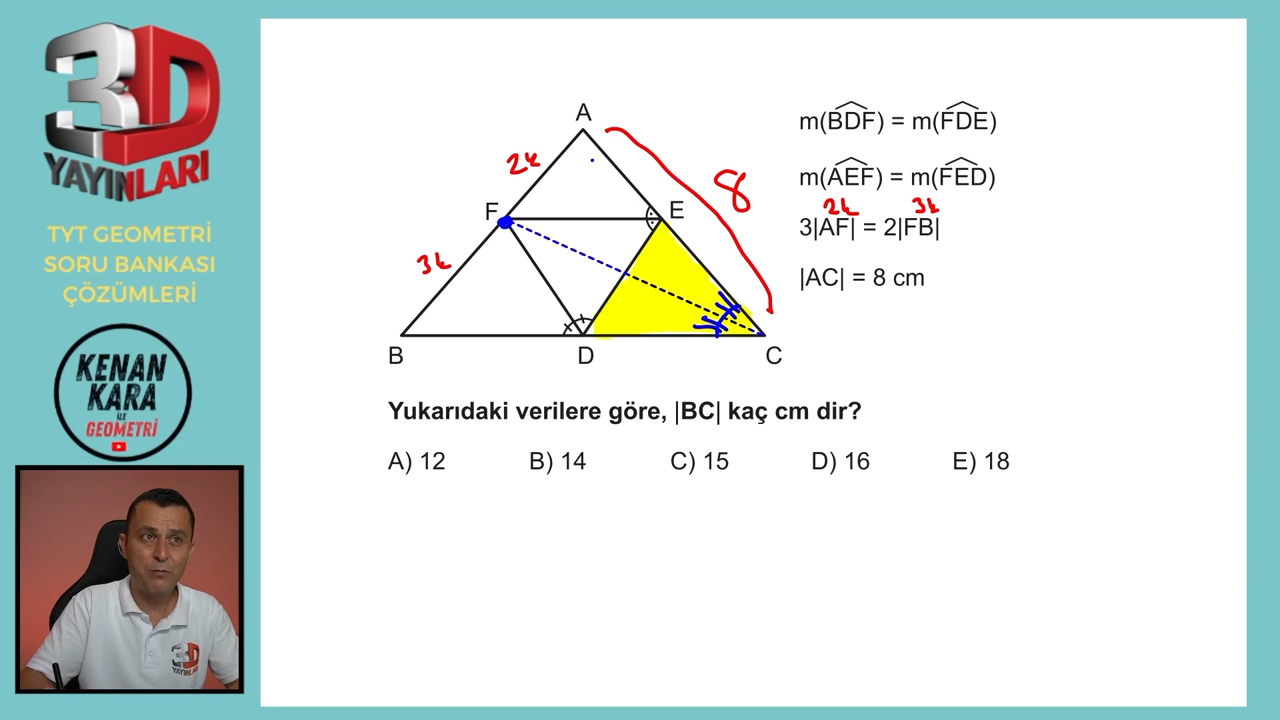 3D
YAYINLARI
TYT GEOMETRİ
SORU BANKASI
ÇÖZÜMLERİ
KENAN
KARA
İLE
GEOMETRİ
3D
YAYINLARI
A
2k
F
E
8
3k
B
D
C
m(BDF) = m(FDE)
m(AEF) = m(FED)
2k 3k
3|AF| = 2|FB|
|AC| = 8 cm
Yukarıdaki verilere göre, |BC| kaç cm dir?
A) 12 B) 14 C) 15 D) 16 E) 18